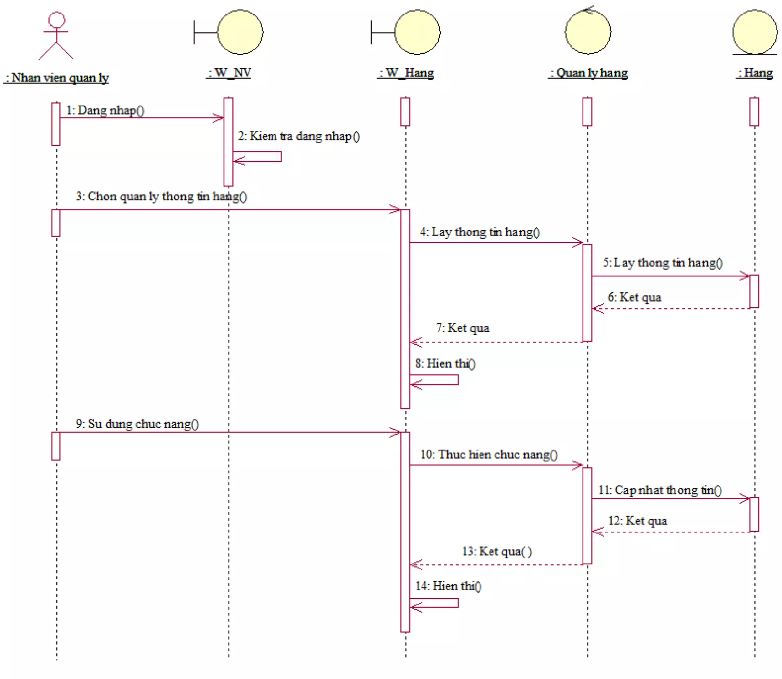 : Nhan vien quan ly
: W_NV
: W_Hang
: Quan ly hang
: Hang
1: Dang nhap()
2: Kiem tra dang nhap()
3: Chon quan ly thong tin hang()
4: Lay thong tin hang()
5: Lay thong tin hang()
6: Ket qua
7: Ket qua
8: Hien thi()
9: Su dung chuc nang()
10: Thuc hien chuc nang()
11: Cap nhat thong tin()
12: Ket qua
13: Ket qua( )
14: Hien thi()